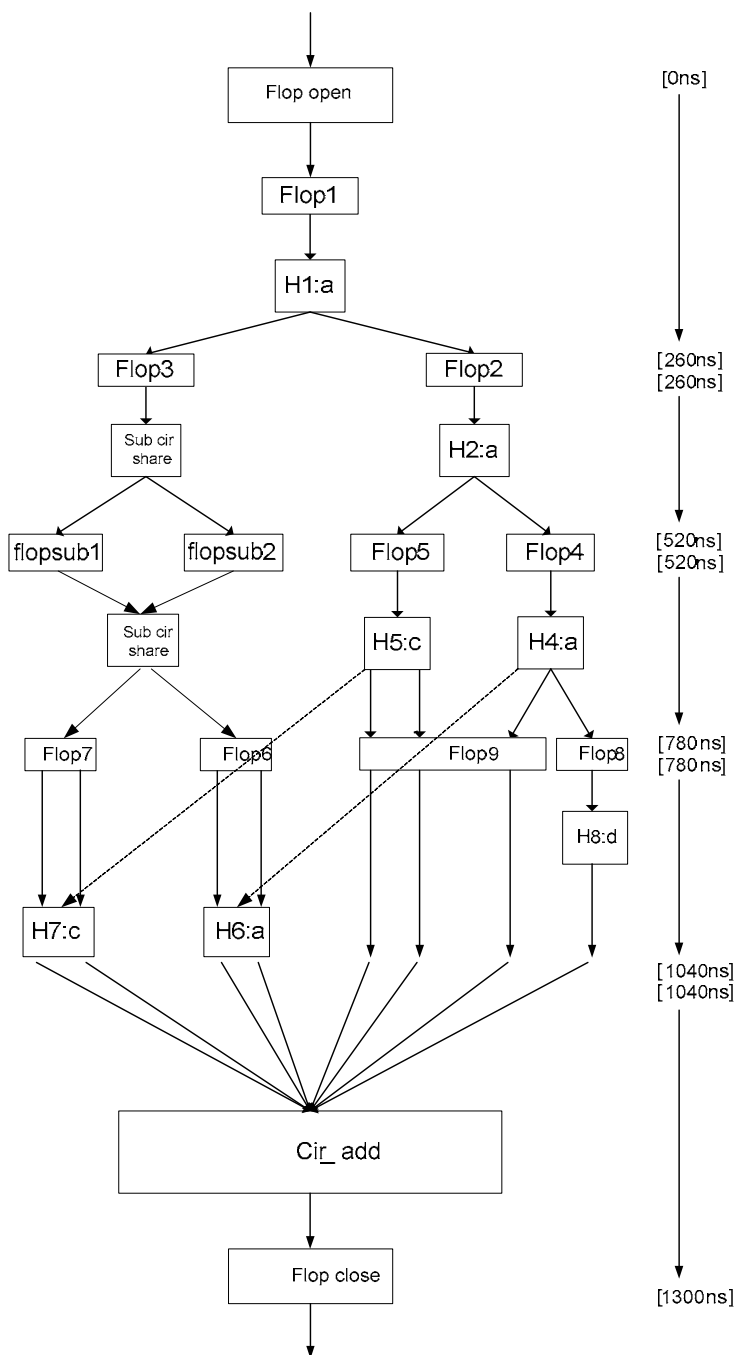 Flop open
[0ns]
Flop1
H1:a
Flop3
Flop2
[260ns]
[260ns]
Sub cir
share
H2:a
flopsub1
flopsub2
Flop5
Flop4
[520ns]
[520ns]
Sub cir
share
H5:c
H4:a
Flop7
Flop6
Flop9
Flop8
[780ns]
[780ns]
H8:d
H7:c
H6:a
[1040ns]
[1040ns]
Cir_add
Flop close
[1300ns]